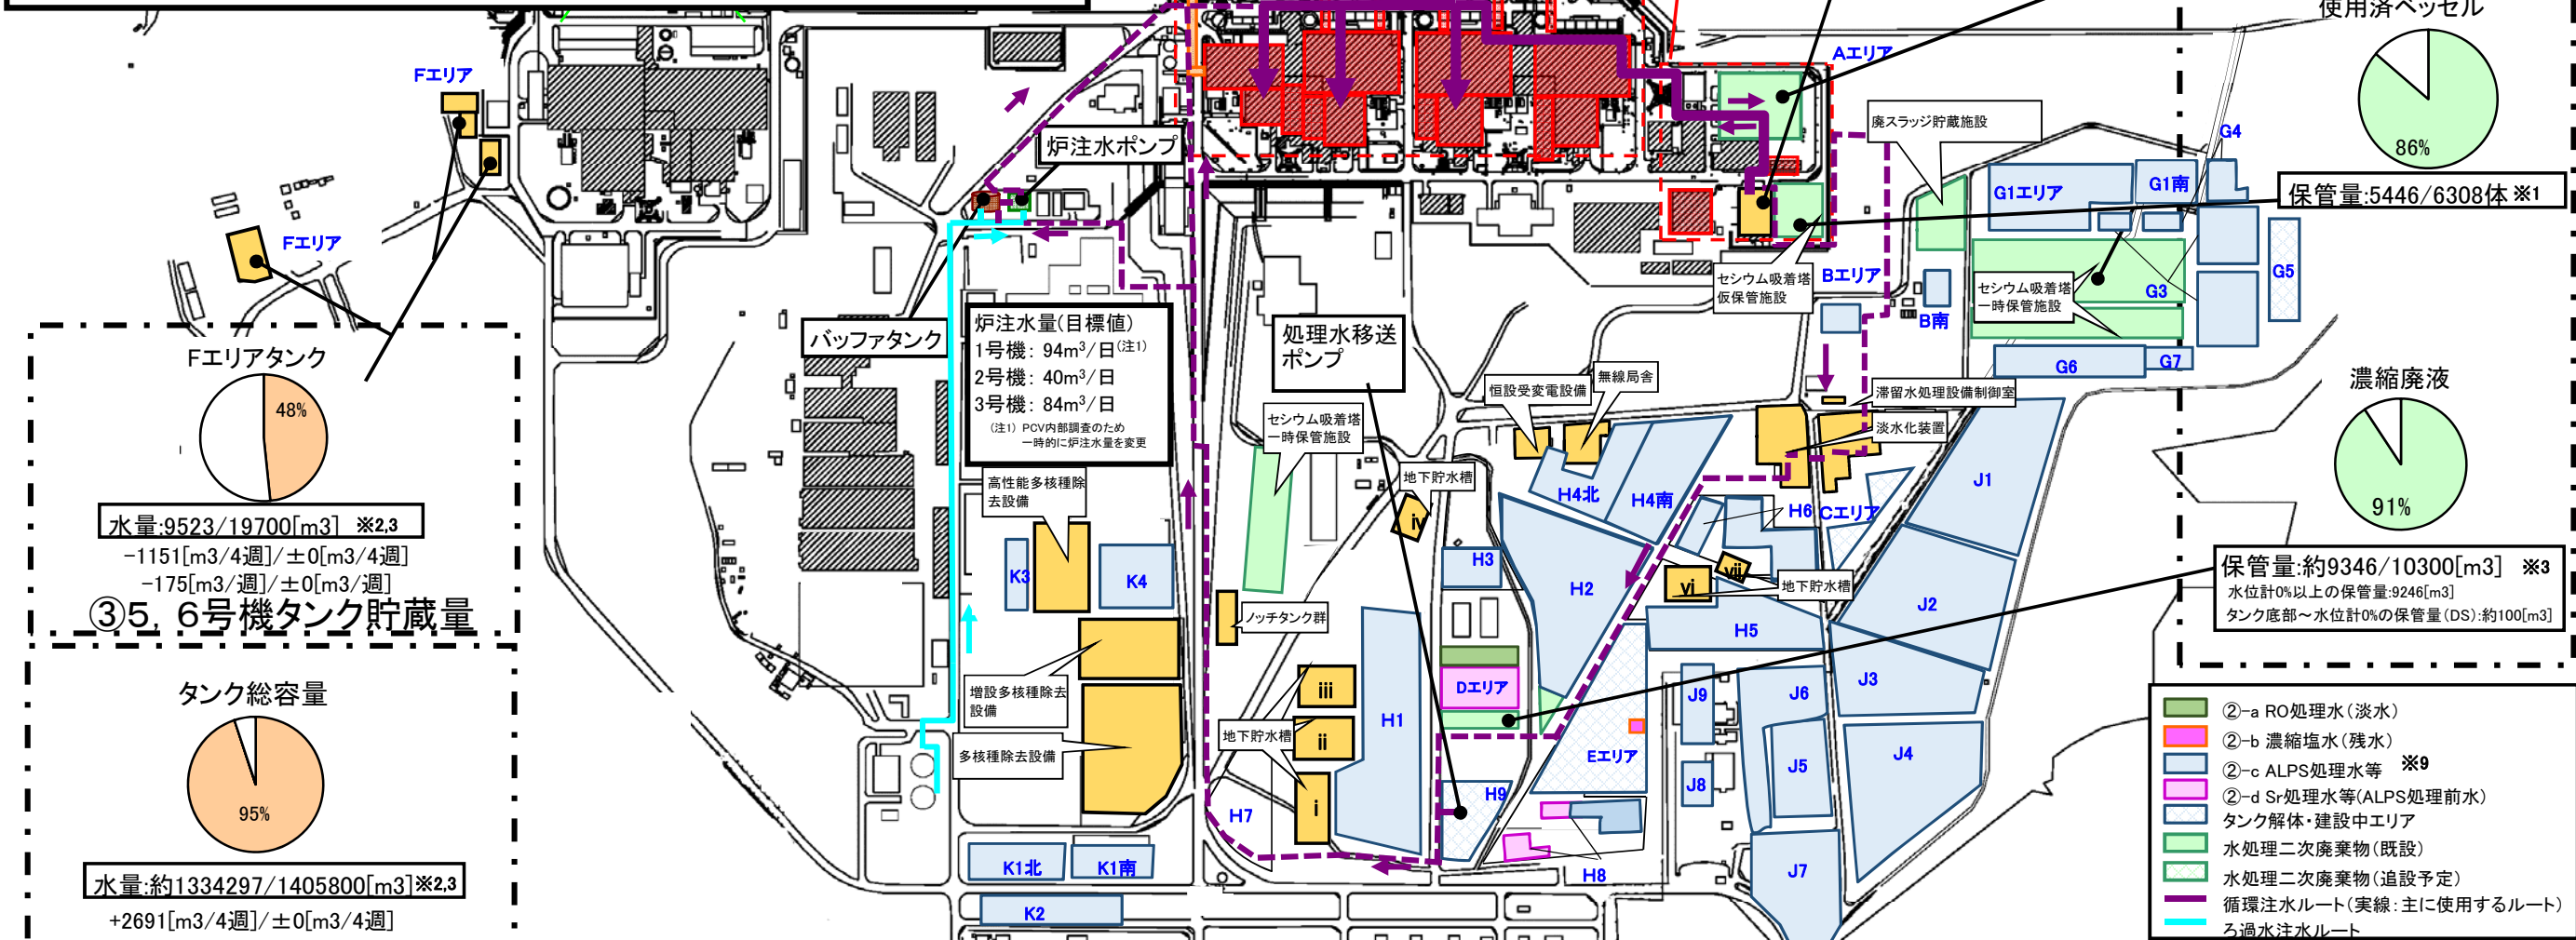 使用済ベッセル
86%
保管量:5446/6308体 ※1
Fエリア
Fエリア
Aエリア
廃スラッジ貯蔵施設
G4
G1エリア
G1南
炉注水ポンプ
セシウム吸着塔
仮保管施設
Bエリア
B南
セシウム吸着塔
一時保管施設
G3
G5
G6
G7
バッファタンク
炉注水量(目標値)
1号機: 94m³/日(注1)
2号機: 40m³/日
3号機: 84m³/日
(注1) PCV内部調査のため
一時的に炉注水量を変更
処理水移送
ポンプ
恒設受変電設備
無線局舎
滞留水処理設備制御室
淡水化装置
セシウム吸着塔
一時保管施設
地下貯水槽
iv
Fエリアタンク
48%
水量:9523/19700[m3] ※2,3
-1151[m3/4週]/±0[m3/4週]
-175[m3/週]/±0[m3/週]
③5, 6号機タンク貯蔵量
濃縮廃液
91%
保管量:約9346/10300[m3] ※3
水位計0%以上の保管量:9246[m3]
タンク底部~水位計0%の保管量(DS):約100[m3]
高性能多核種除
去設備
K3
K4
H3
H4北
H4南
H6
Cエリア
J1
H2
vi
vii
地下貯水槽
J2
ノッチタンク群
H5
増設多核種除去
設備
多核種除去設備
地下貯水槽
iii
ii
i
H1
Dエリア
Eエリア
J9
J6
J3
J8
J5
J4
H7
H9
H8
J7
K1北
K1南
K2
タンク総容量
95%
水量:約1334297/1405800[m3]※2,3
+2691[m3/4週]/±0[m3/4週]
②-a RO処理水(淡水)
②-b 濃縮塩水(残水)
②-c ALPS処理水等 ※9
②-d Sr処理水等(ALPS処理前水)
タンク解体・建設中エリア
水処理二次廃棄物(既設)
水処理二次廃棄物(追設予定)
循環注水ルート(実線:主に使用するルート)
ろ過水注水ルート